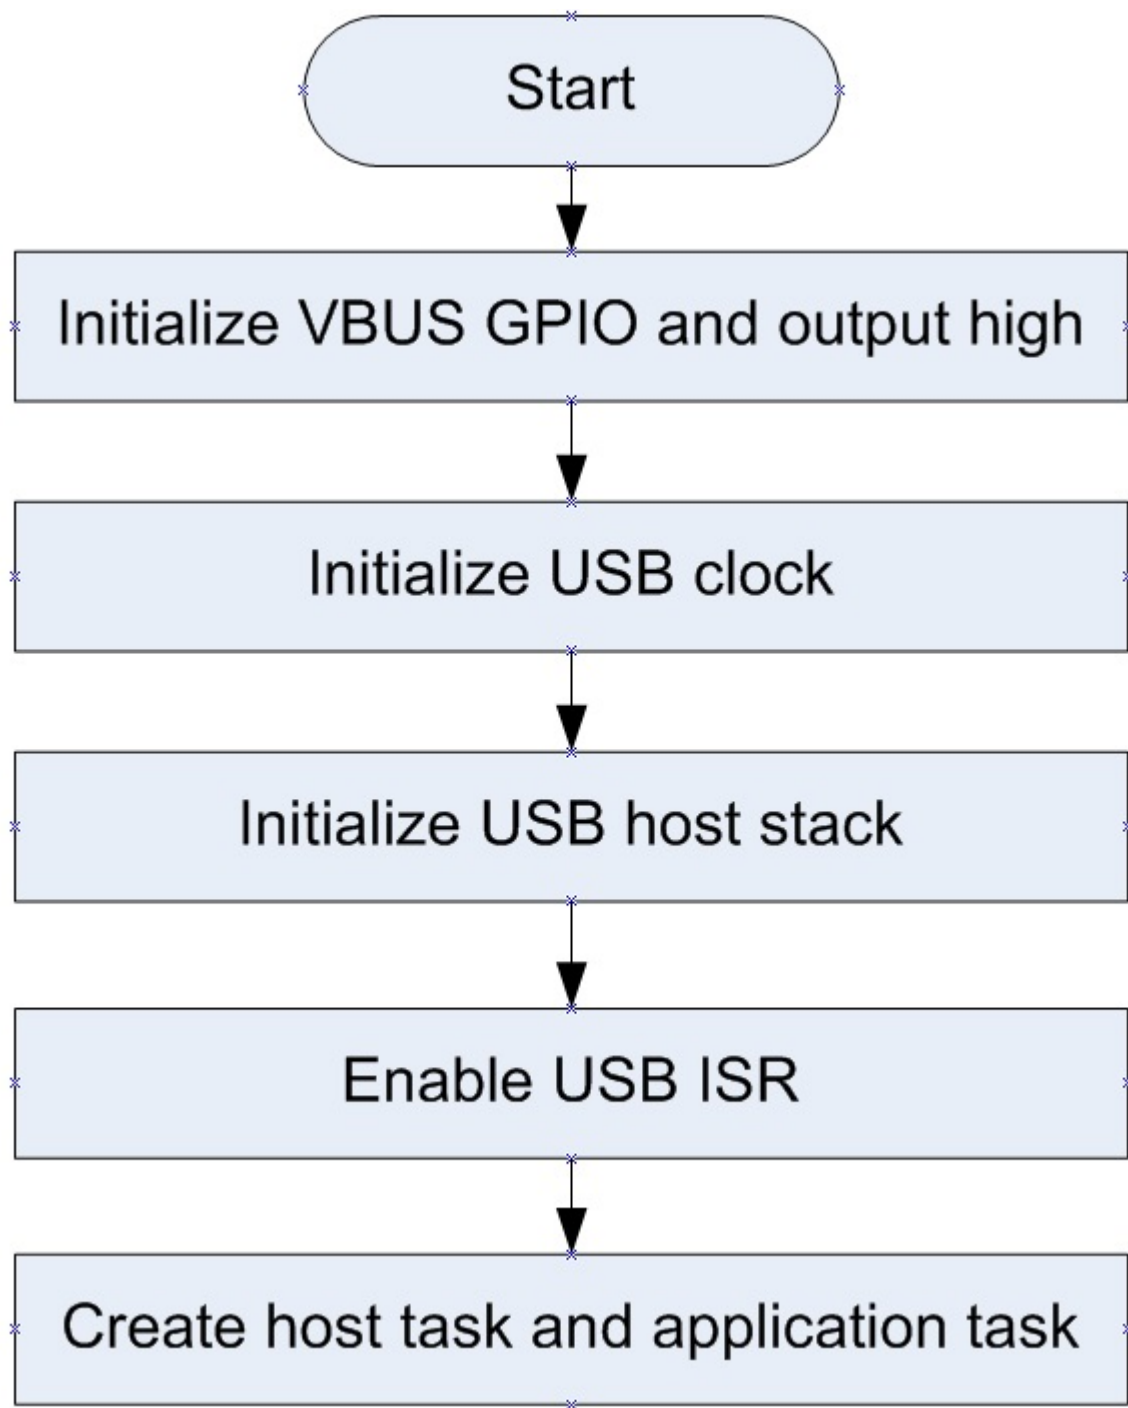 Start
Initialize VBUS GPIO and output high
Initialize USB clock
Initialize USB host stack
Enable USB ISR
Create host task and application task